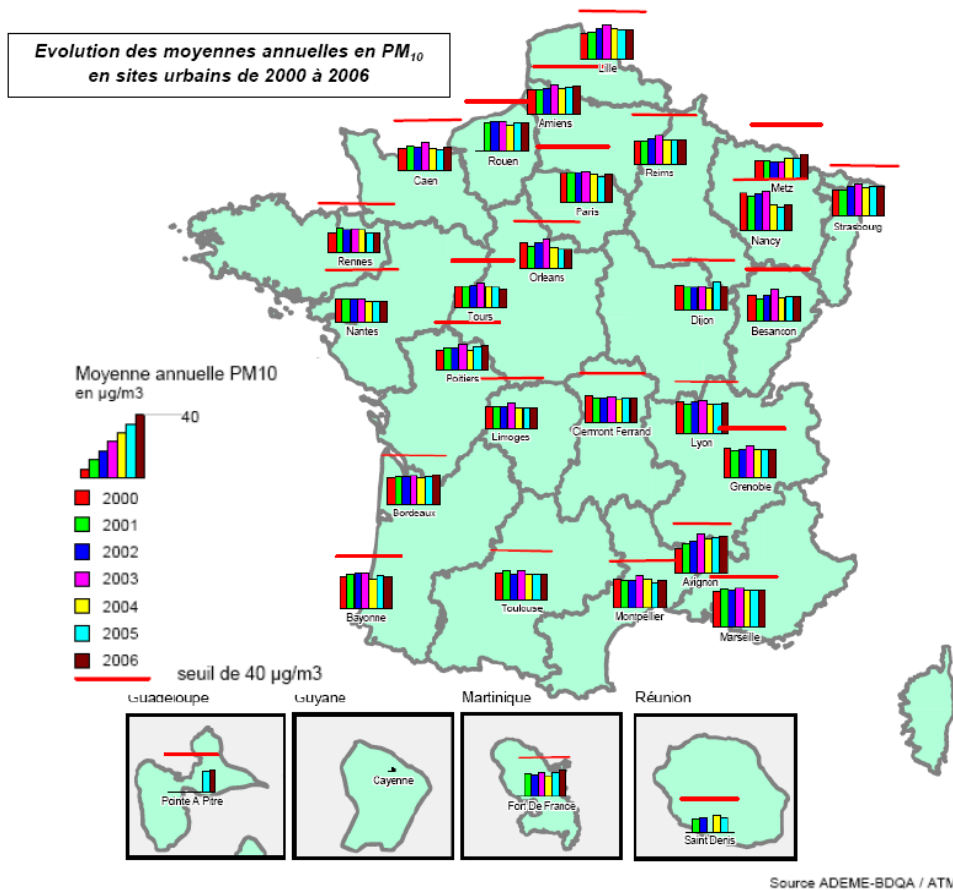 Evolution des moyennes annuelles en PM10
en sites urbains de 2000 à 2006
Lille
Amiens
Rouen
Caen
Reims
Metz
Paris
Nancy
Strasbourg
Rennes
Orleans
Nantes
Tours
Dijon
Besancon
Poitiers
Limoges
Clermont Ferrand
Lyon
Grenoble
Bordeaux
Avignon
Bayonne
Toulouse
Montpellier
Marseille
Moyenne annuelle PM10
en µg/m3
40
2000
2001
2002
2003
2004
2005
2006
seuil de 40 µg/m3
Guadeloupe
Guyane
Martinique
Réunion
Pointe A Pitre
Cayenne
Fort De France
Saint Denis
Source ADEME-BDQA / ATM